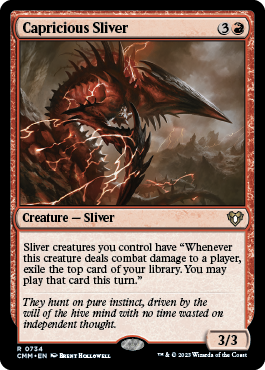 Capricious Sliver 3
Creature — Sliver
Sliver creatures you control have “Whenever
this creature deals combat damage to a player,
exile the top card of your library. You may
play that card this turn.”
They hunt on pure instinct, driven by the
will of the hive mind with no time wasted on
independent thought.
3/3
R 0734
CMM • EN Brent Hollowell
™ & © 2023 Wizards of the Coast